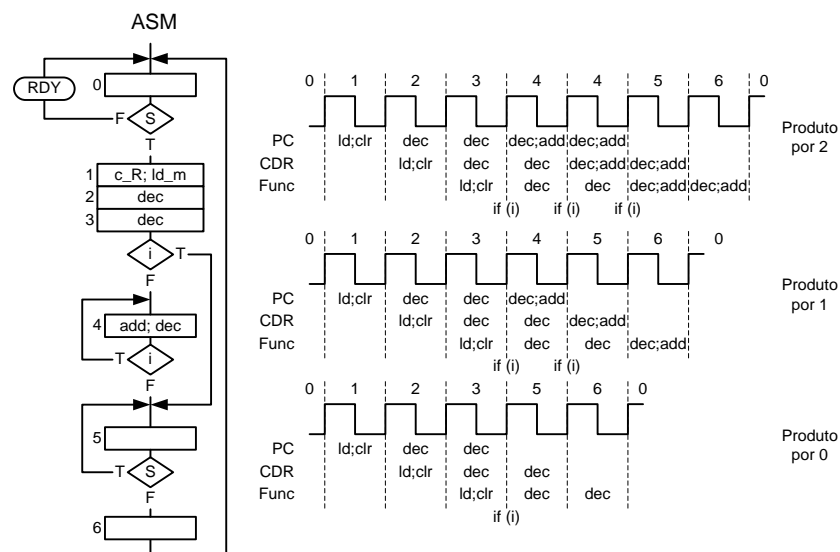 ASM
RDY
0
F
S
T
1
c_R; ld_m
2
dec
3
dec
i
T
F
4
add; dec
T
i
F
5
T
S
F
6
0 1 2 3 4 4 5 6 0
PC ld;clr dec dec dec;add dec;add
CDR ld;clr dec dec dec;add dec;add
Func ld;clr dec dec dec;add dec;add
if (i) if (i) if (i)
Produto
por 2
0 1 2 3 4 5 6 0
PC ld;clr dec dec dec;add
CDR ld;clr dec dec dec;add
Func ld;clr dec dec dec;add
if (i) if (i)
Produto
por 1
0 1 2 3 5 6 0
PC ld;clr dec dec
CDR ld;clr dec dec
Func ld;clr dec dec
if (i)
Produto
por 0